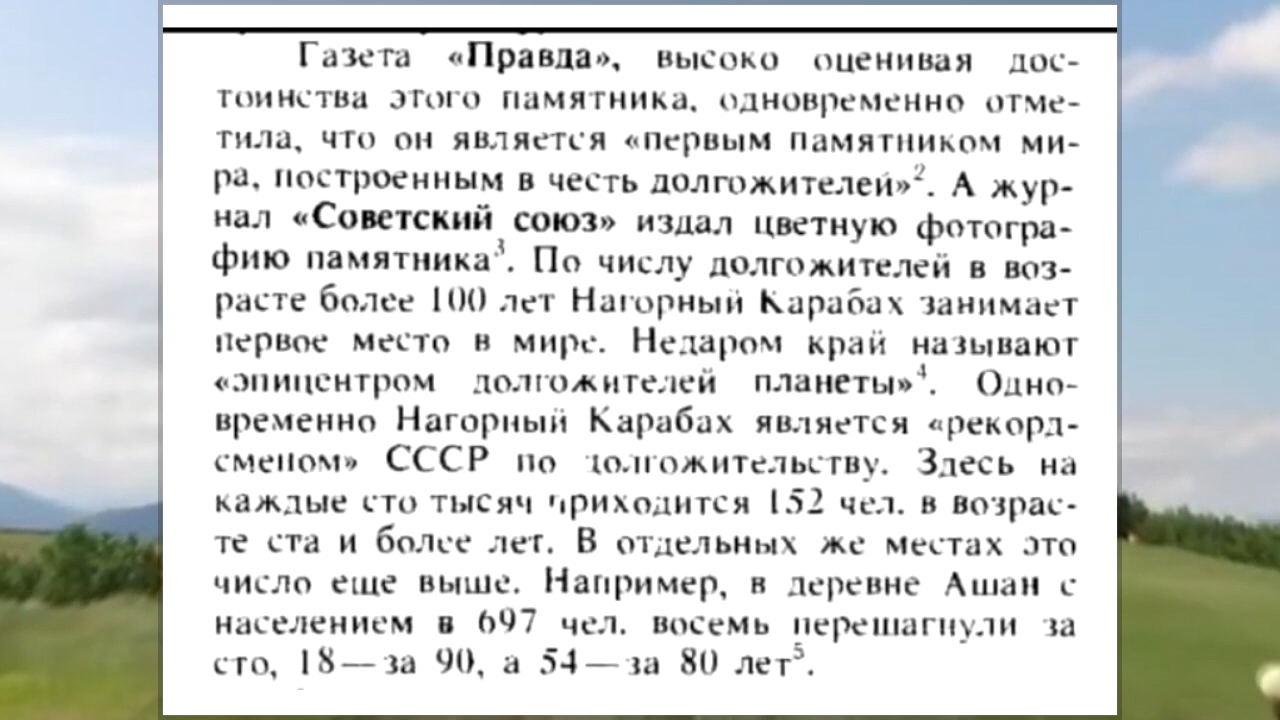 Газета «Правда», высоко оценивая дос-
тоинства этого памятника, одновременно отме-
тила, что он является «первым памятником ми-
ра, построенным в честь долгожителей»². А жур-
нал «Советский союз» издал цветную фотогра-
фию памятника³. По числу долгожителей в воз-
расте более 100 лет Нагорный Карабах занимает
первое место в мире. Недаром край называют
«эпицентром долгожителей планеты»⁴. Одно-
временно Нагорный Карабах является «рекорд-
сменом» СССР по долгожительству. Здесь на
каждые сто тысяч приходится 152 чел. в возрас-
те ста и более лет. В отдельных же местах это
число еще выше. Например, в деревне Ашан с
населением в 697 чел. восемь перешагнули за
сто, 18—за 90, а 54—за 80 лет⁵.